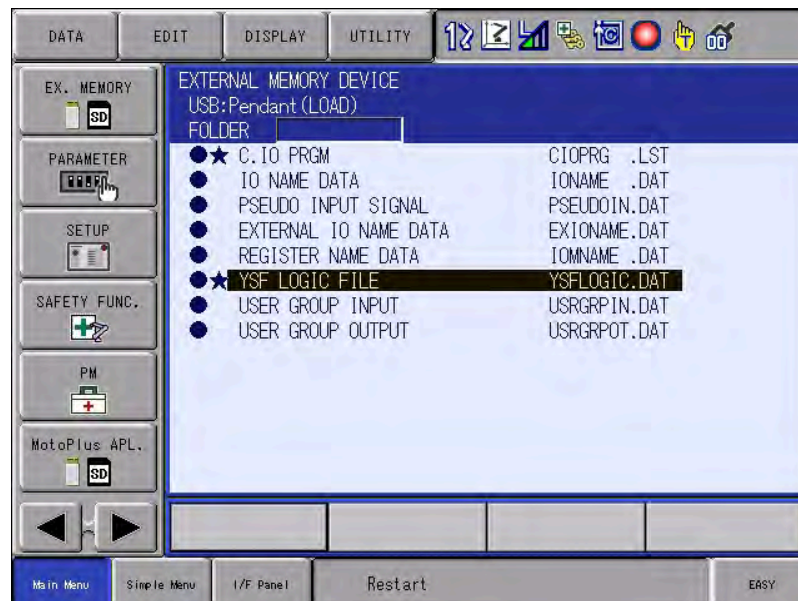 DATA EDIT DISPLAY UTILITY
EX. MEMORY
SD
PARAMETER
SETUP
SAFETY FUNC.
PM
MotoPlus APL.
SD
EXTERNAL MEMORY DEVICE
USB:Pendant(LOAD)
FOLDER
●★ C.IO PRGM CIOPRG .LST
● IO NAME DATA IONAME .DAT
● PSEUDO INPUT SIGNAL PSEUDOIN.DAT
● EXTERNAL IO NAME DATA EXIONAME.DAT
● REGISTER NAME DATA IOMNAME .DAT
●★ YSF LOGIC FILE YSFLOGIC.DAT
● USER GROUP INPUT USRGRPIN.DAT
● USER GROUP OUTPUT USRGRPOT.DAT
Main Menu Simple Menu I/F Panel Restart EASY